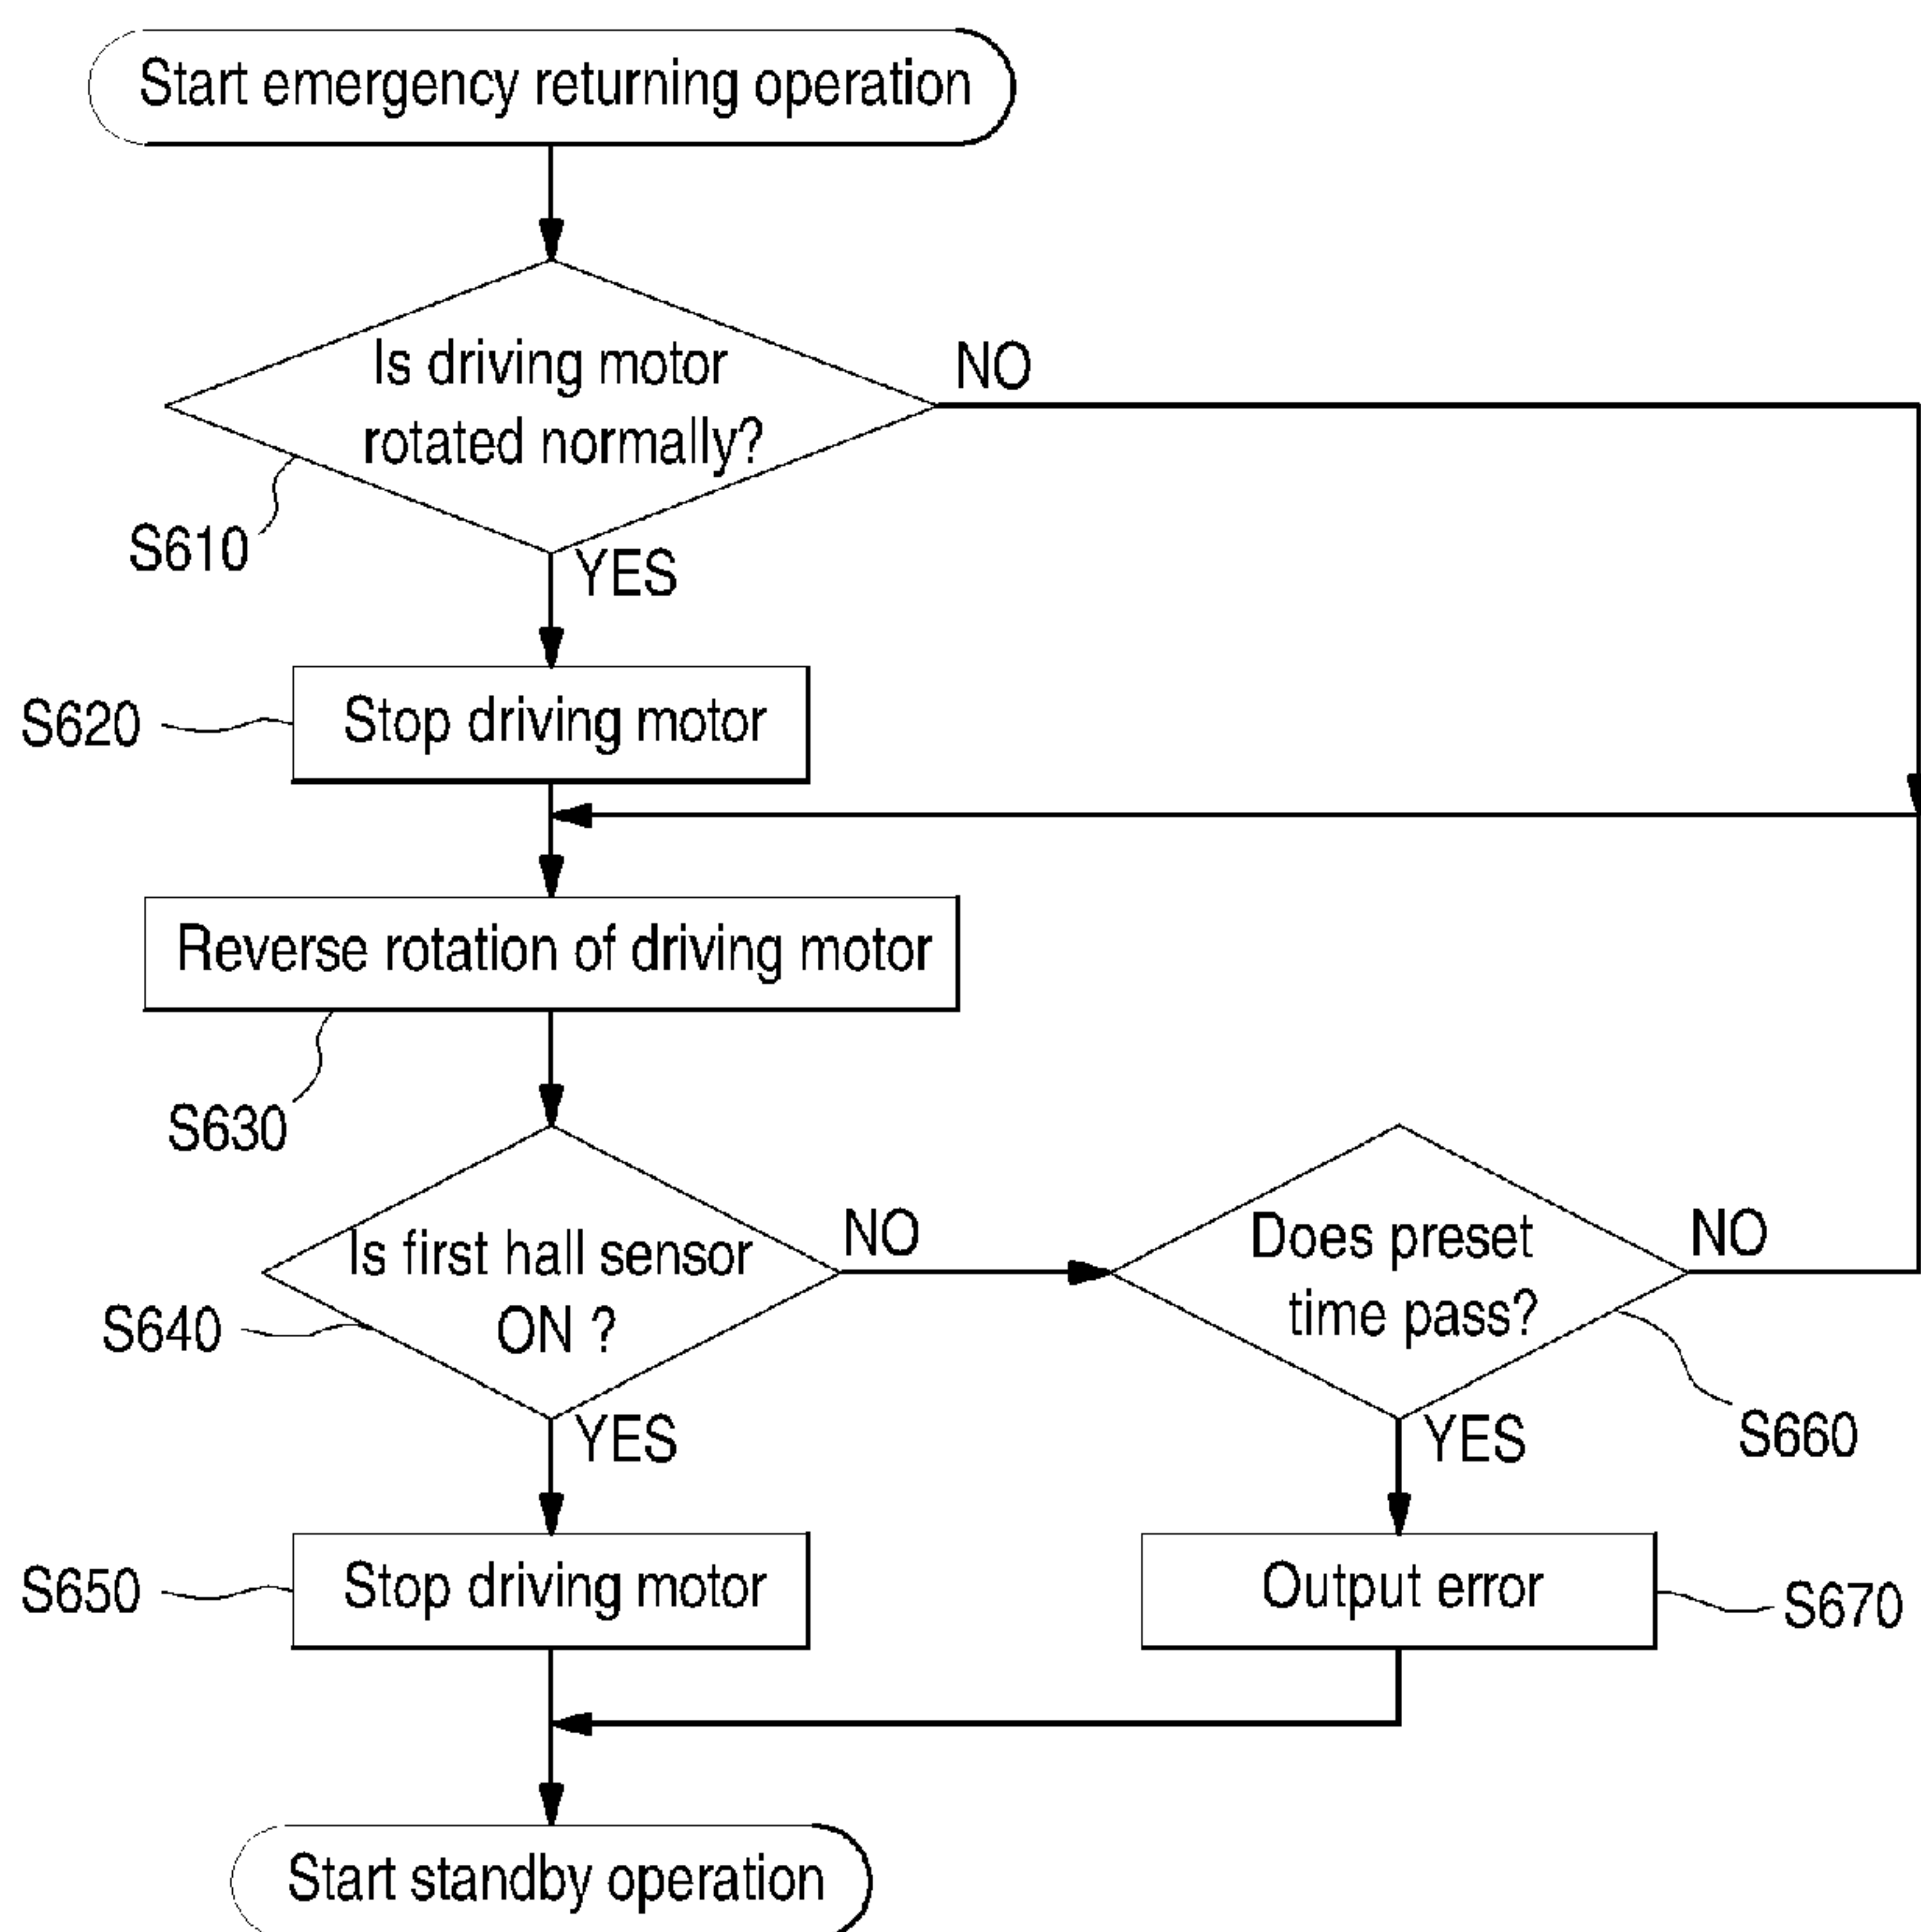 Start emergency returning operation
Is driving motor
rotated normally?
NO
S610
YES
S620
Stop driving motor
Reverse rotation of driving motor
S630
Is first hall sensor
ON ?
NO
Does preset
time pass?
NO
S640
S660
YES
YES
S650
Stop driving motor
Output error
S670
Start standby operation